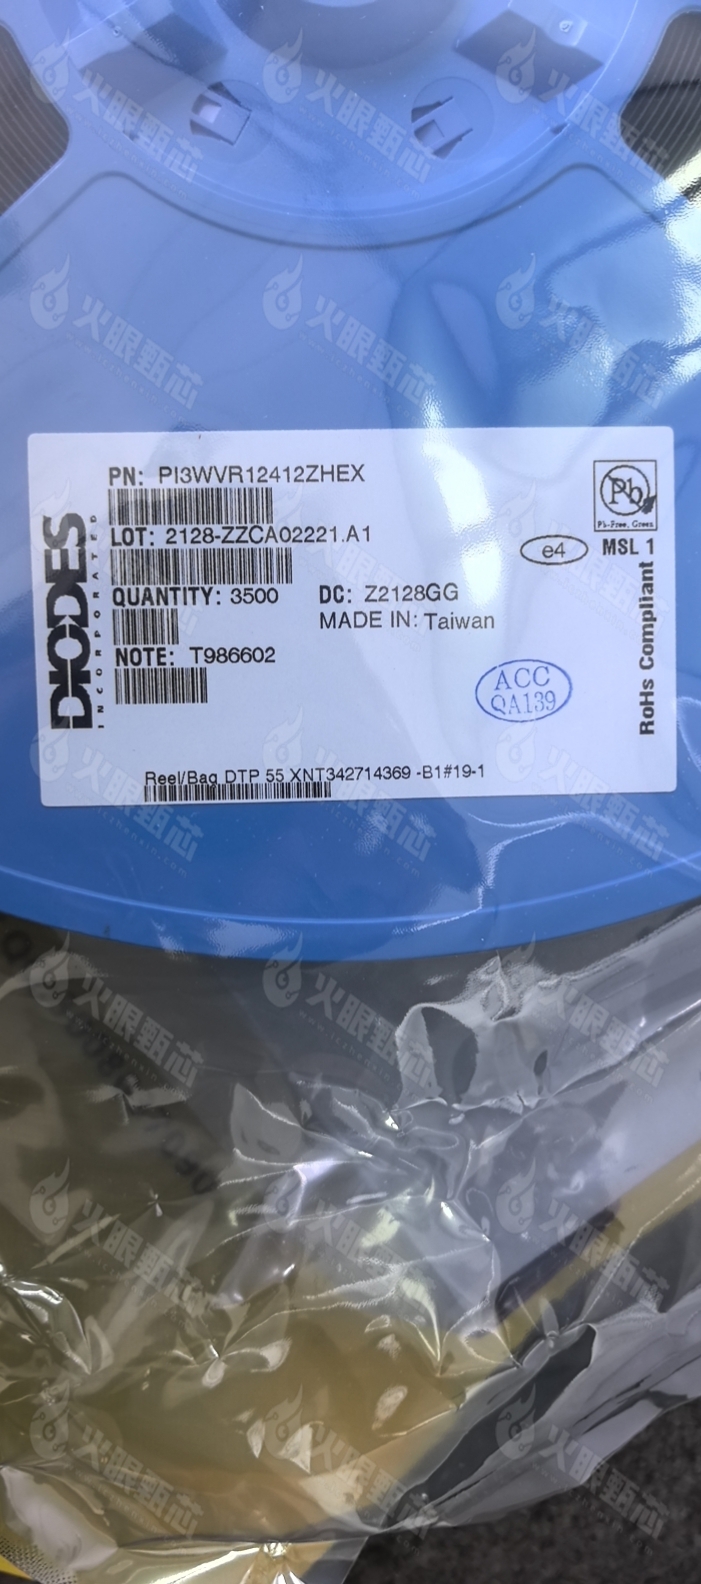 PN: PI3WVR12412ZHEX
LOT: 2128-ZZCA02221.A1
QUANTITY: 3500
DC: Z2128GG
MADE IN: Taiwan
NOTE: T986602
Reel/Bag DTP 55 XNT342714369 -B1#19-1
DIODES
INCORPORATED
Pb
Pb-Free, Green
e4
MSL 1
RoHs Compliant
ACC
QA139
火眼甄芯